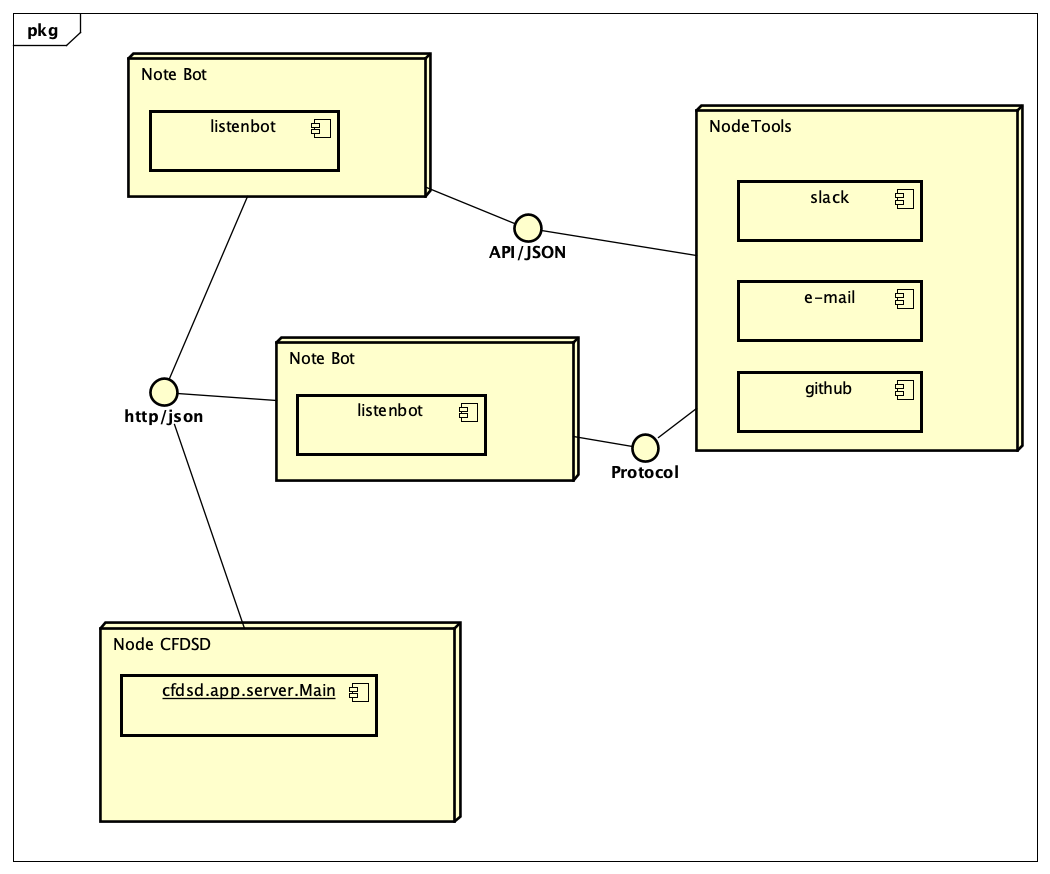 pkg
Note Bot
listenbot
NodeTools
slack
API/JSON
e-mail
Note Bot
listenbot
github
http/json
Protocol
Node CFDSD
cfdsd.app.server.Main